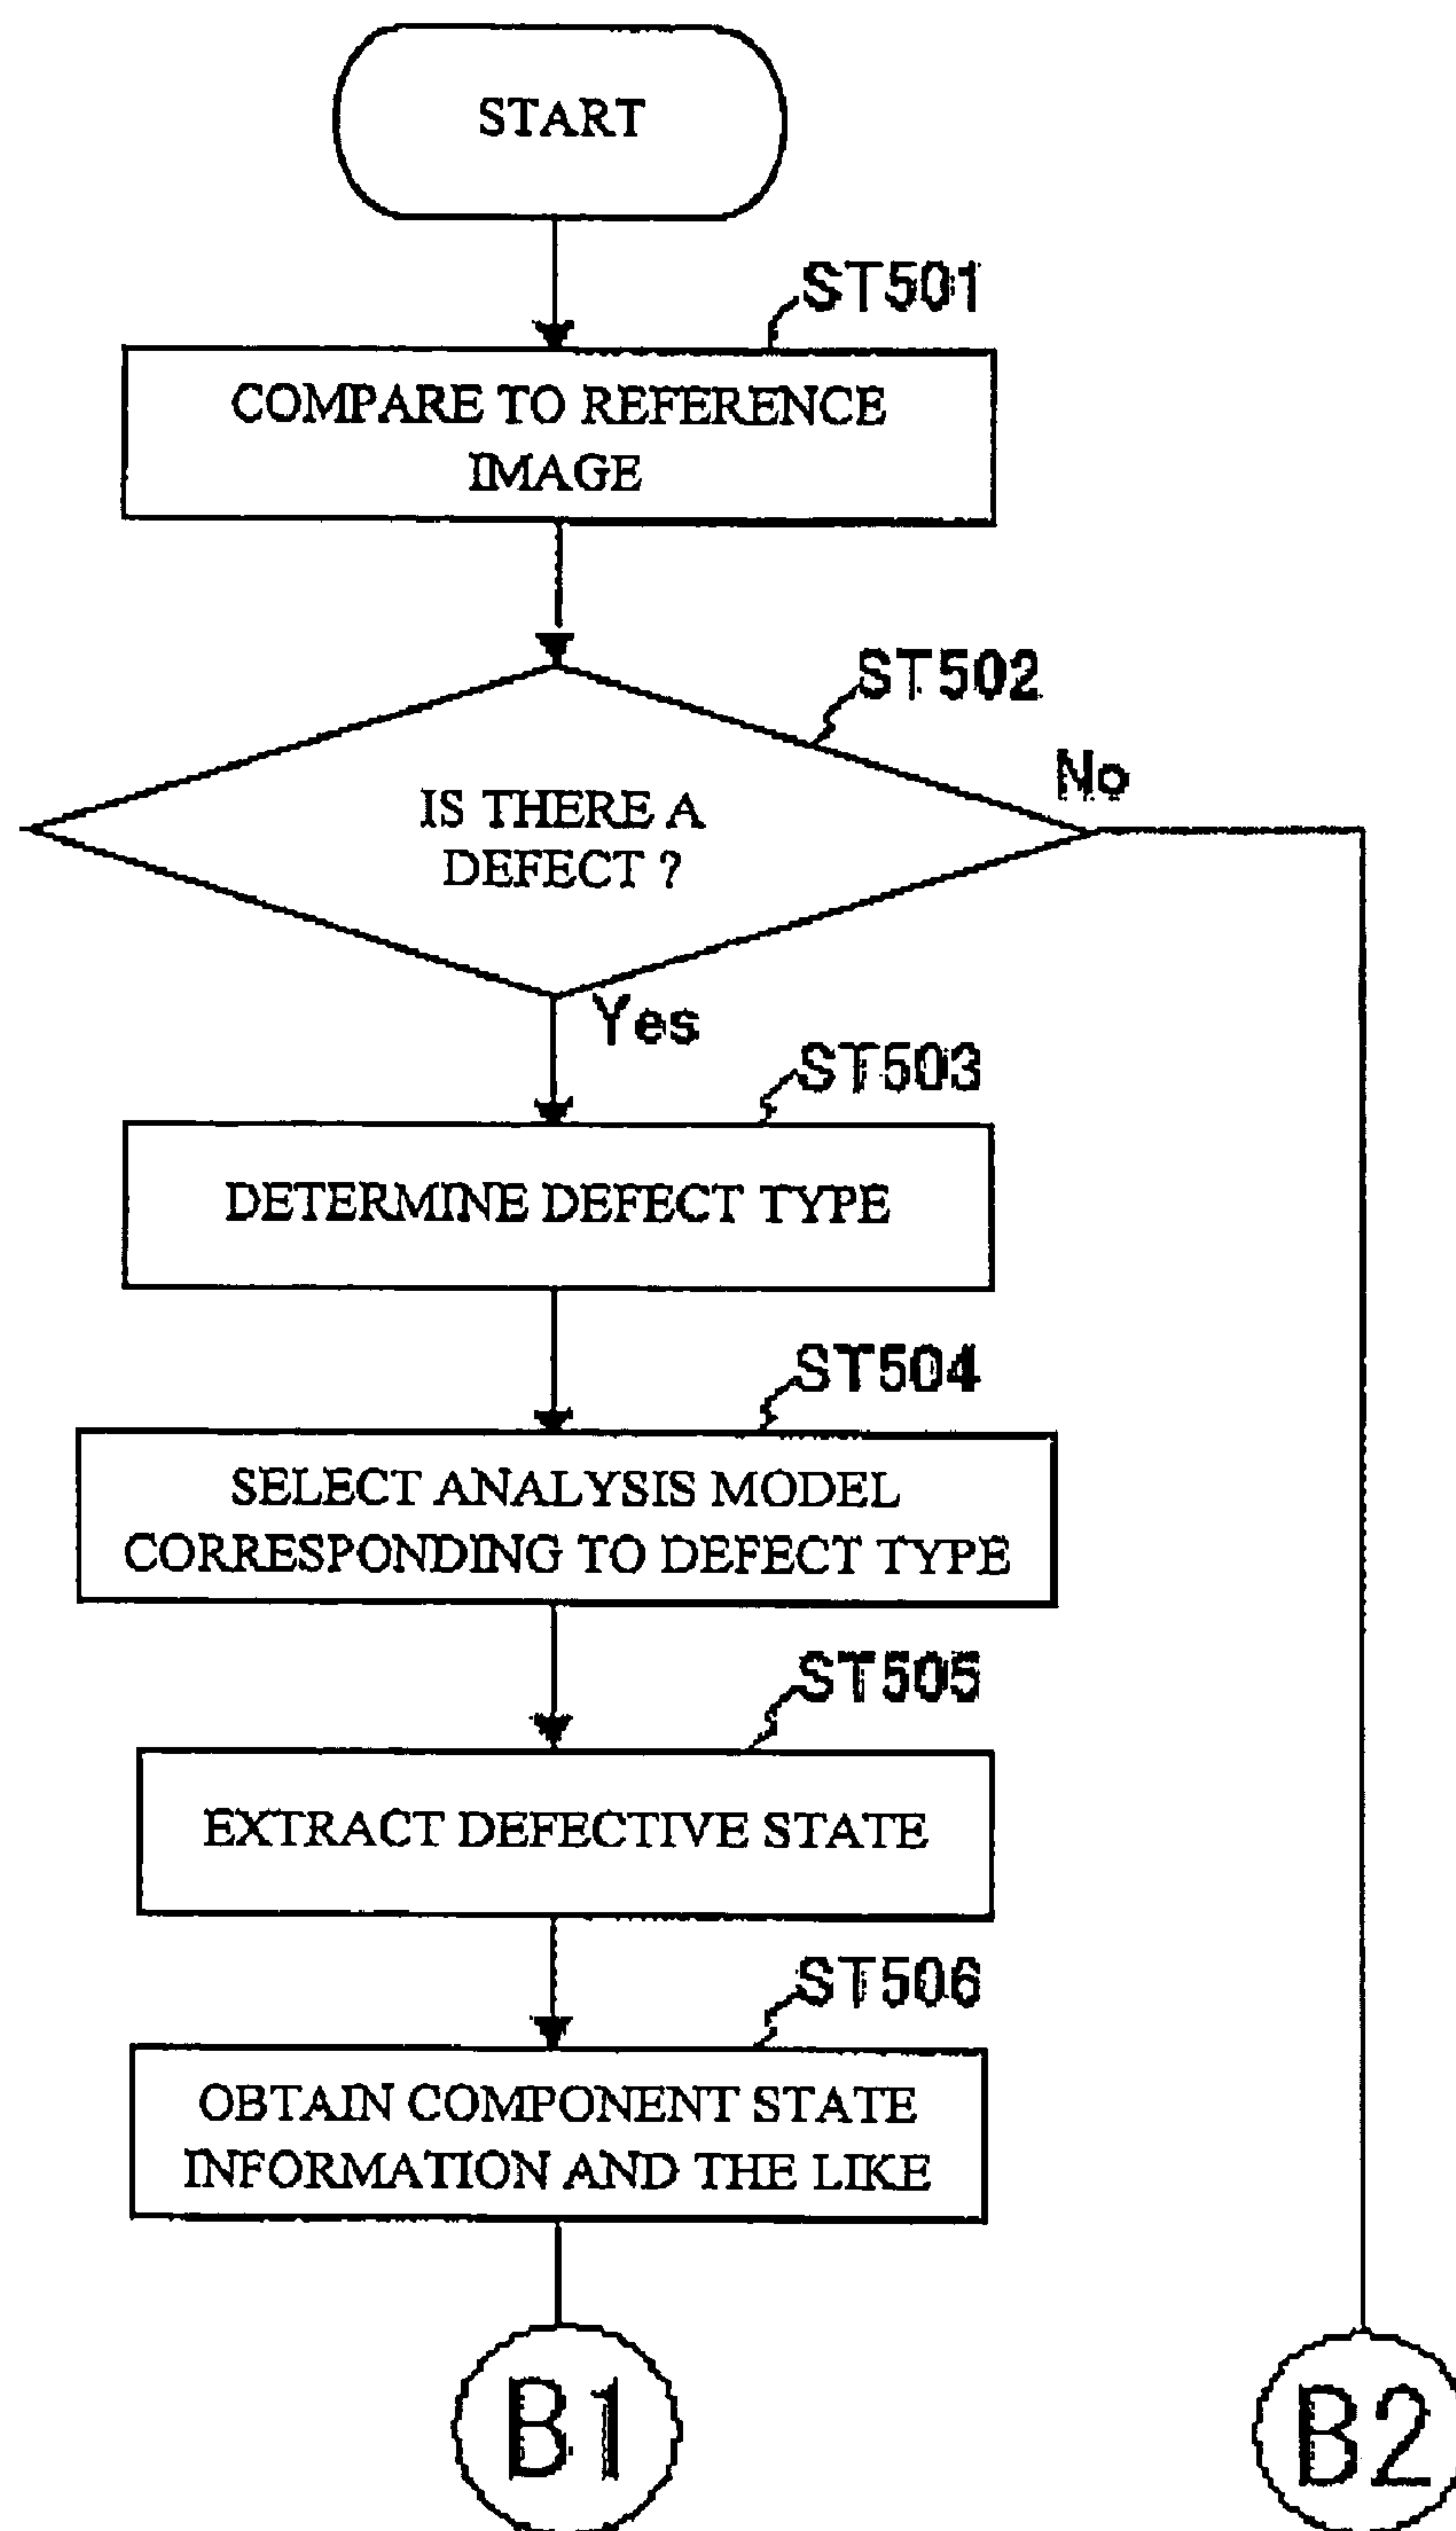 START
ST501
COMPARE TO REFERENCE
IMAGE
ST502
No
IS THERE A
DEFECT ?
Yes
ST503
DETERMINE DEFECT TYPE
ST504
SELECT ANALYSIS MODEL
CORRESPONDING TO DEFECT TYPE
ST505
EXTRACT DEFECTIVE STATE
ST506
OBTAIN COMPONENT STATE
INFORMATION AND THE LIKE
B1
B2